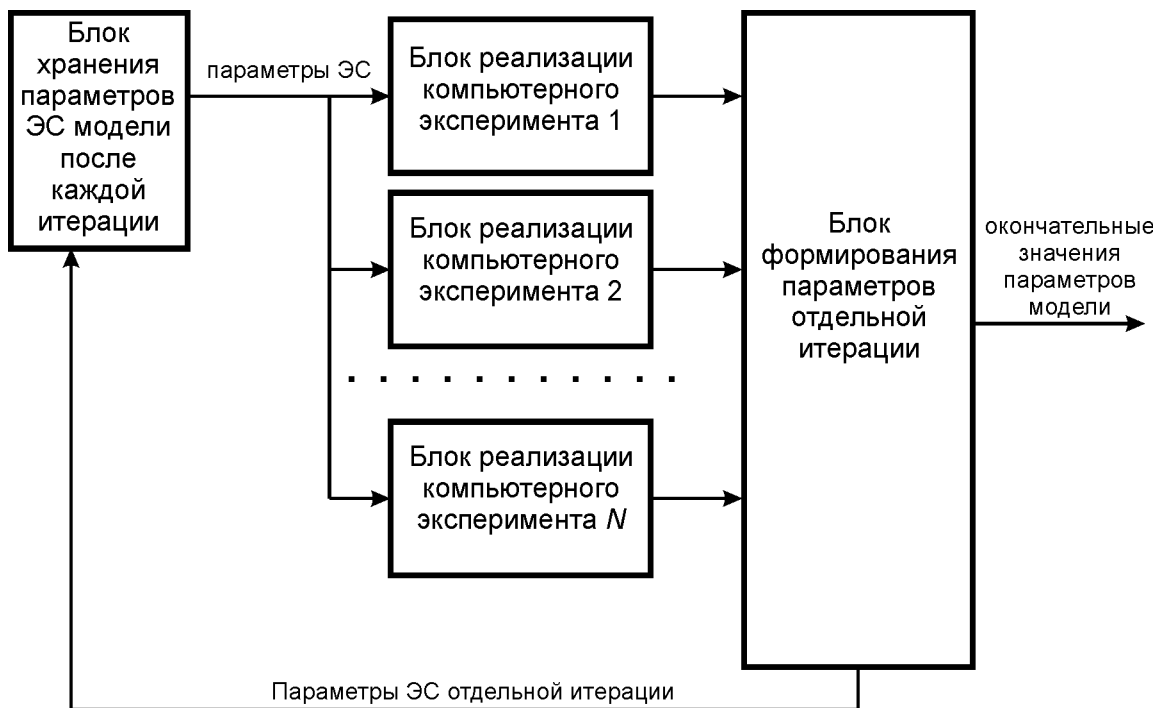 Блок
хранения
параметров
ЭС модели
после
каждой
итерации
параметры ЭС
Блок реализации
компьютерного
эксперимента 1
Блок реализации
компьютерного
эксперимента 2
. . . . . . . . . . .
Блок реализации
компьютерного
эксперимента N
Блок
формирования
параметров
отдельной
итерации
окончательные
значения
параметров
модели
Параметры ЭС отдельной итерации